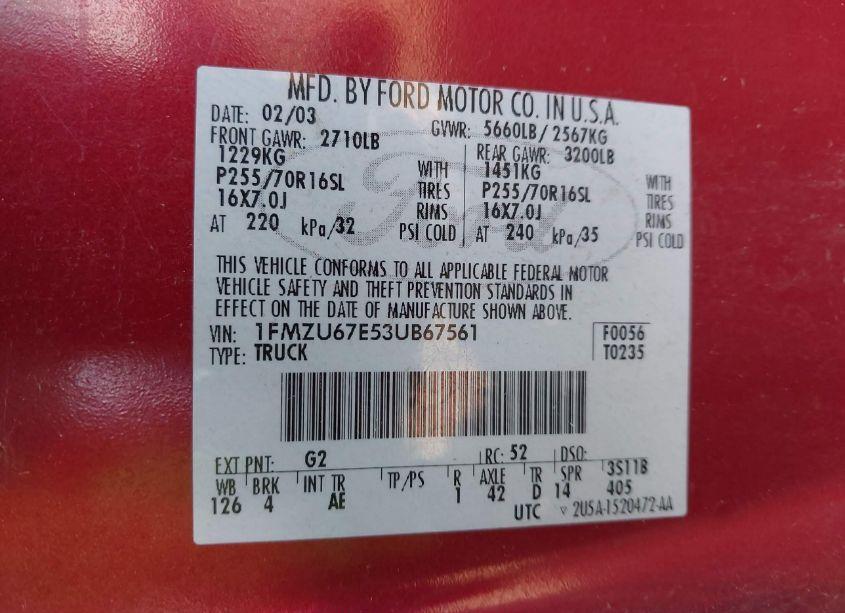 MFD. BY FORD MOTOR CO. IN U.S.A.
DATE: 02/03 GVWR: 5660LB/2567KG
FRONT GAWR: 2710LB REAR GAWR: 3200LB
1229KG WITH 1451KG WITH
P255/70R16SL TIRES P255/70R16SL TIRES
16X7.0J RIMS 16X7.0J RIMS
AT 220 kPa/32 PSI COLD AT 240 kPa/35 PSI COLD
Ford
THIS VEHICLE CONFORMS TO ALL APPLICABLE FEDERAL MOTOR
VEHICLE SAFETY AND THEFT PREVENTION STANDARDS IN
EFFECT ON THE DATE OF MANUFACTURE SHOWN ABOVE.
VIN: 1FMZU67E53UB67561 F0056
TYPE: TRUCK T0235
EXT PNT: G2 RC: 52 DSO:
WB BRK INT TR TP/PS R AXLE TR SPR 3S11B
126 4 AE 1 42 D 14 405
UTC ▽ 2U5A-1520472-AA